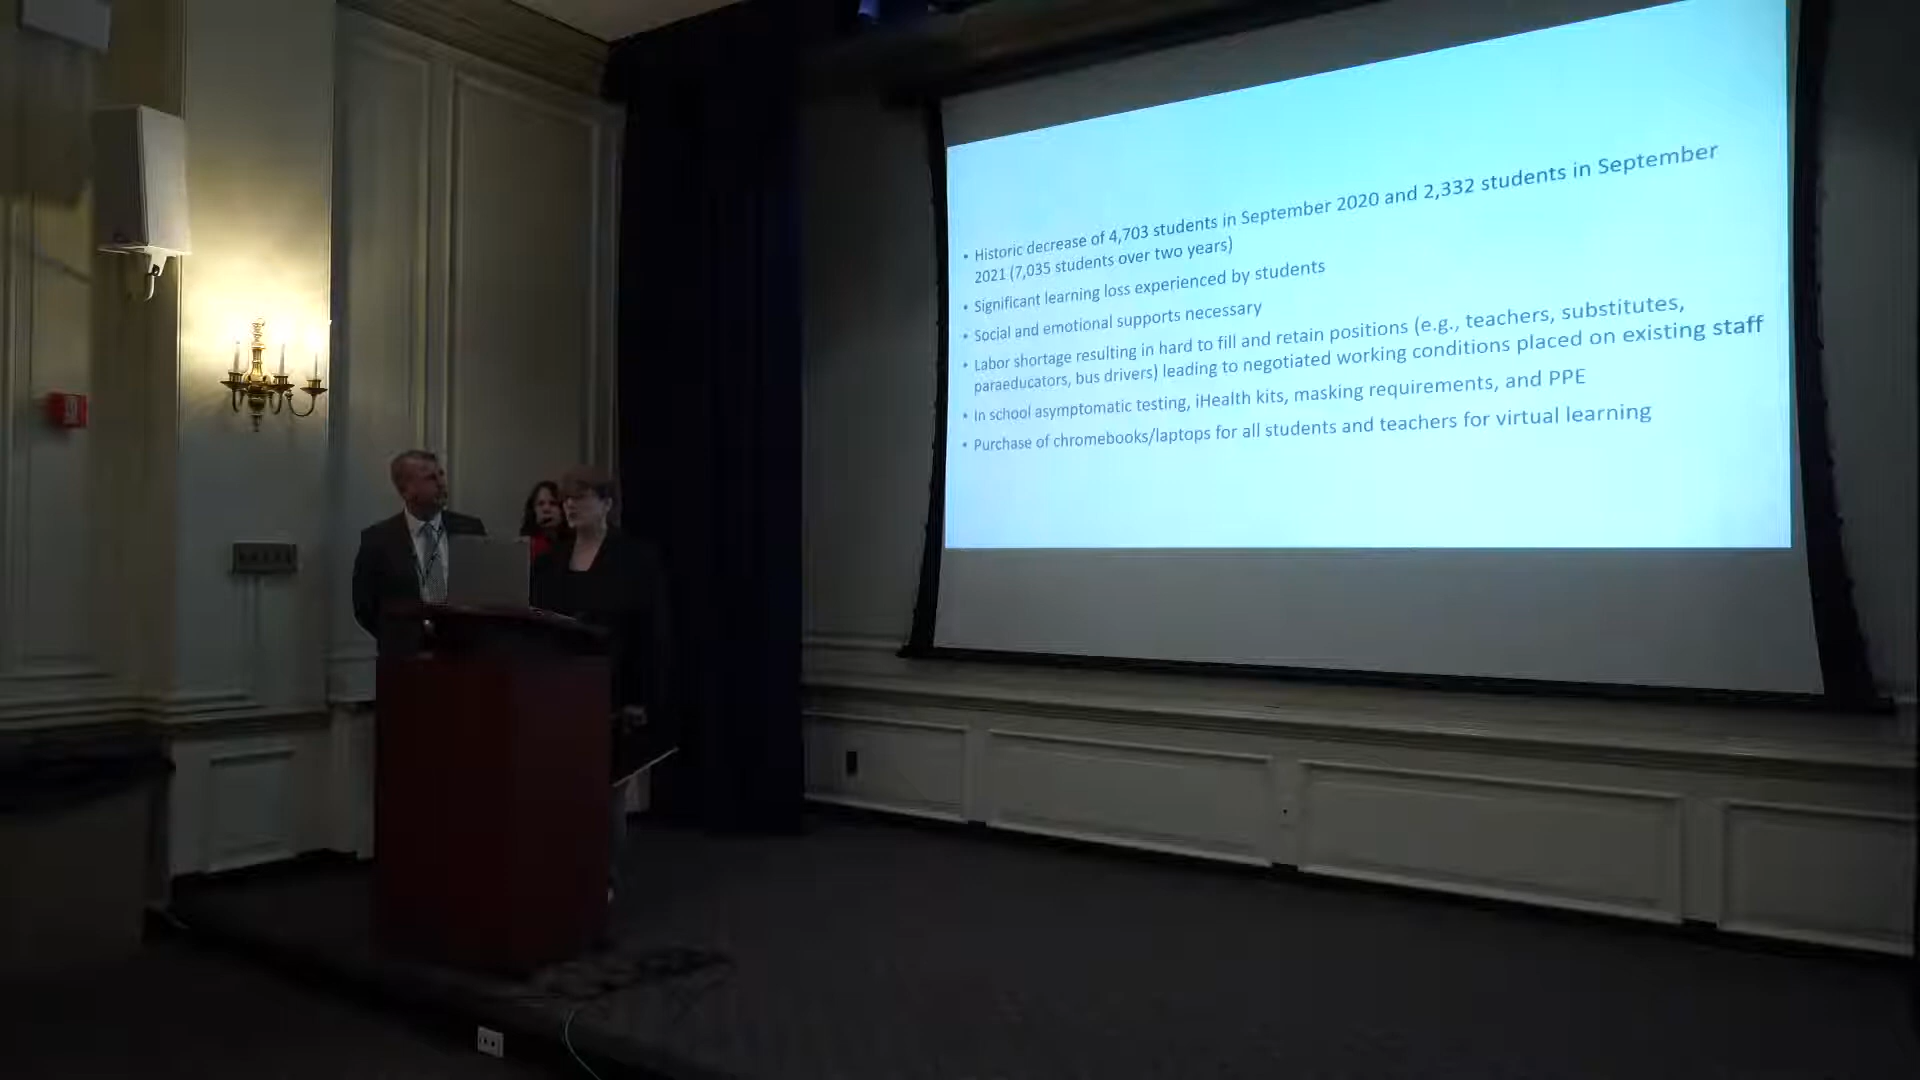 • Historic decrease of 4,703 students in September 2020 and 2,332 students in September
2021 (7,035 students over two years)
• Significant learning loss experienced by students
• Social and emotional supports necessary
• Labor shortage resulting in hard to fill and retain positions (e.g., teachers, substitutes,
paraeducators, bus drivers) leading to negotiated working conditions placed on existing staff
• In school asymptomatic testing, iHealth kits, masking requirements, and PPE
• Purchase of chromebooks/laptops for all students and teachers for virtual learning